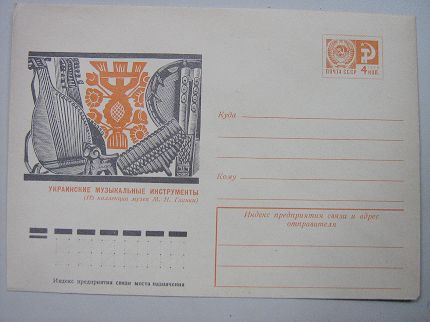 ПОЧТА СССР 4 КОП.
УКРАИНСКИЕ МУЗЫКАЛЬНЫЕ ИНСТРУМЕНТЫ
(Из коллекции музея М. И. Глинки)
Куда
Кому
Индекс предприятия связи и адрес
отправителя
Индекс предприятия связи места назначения